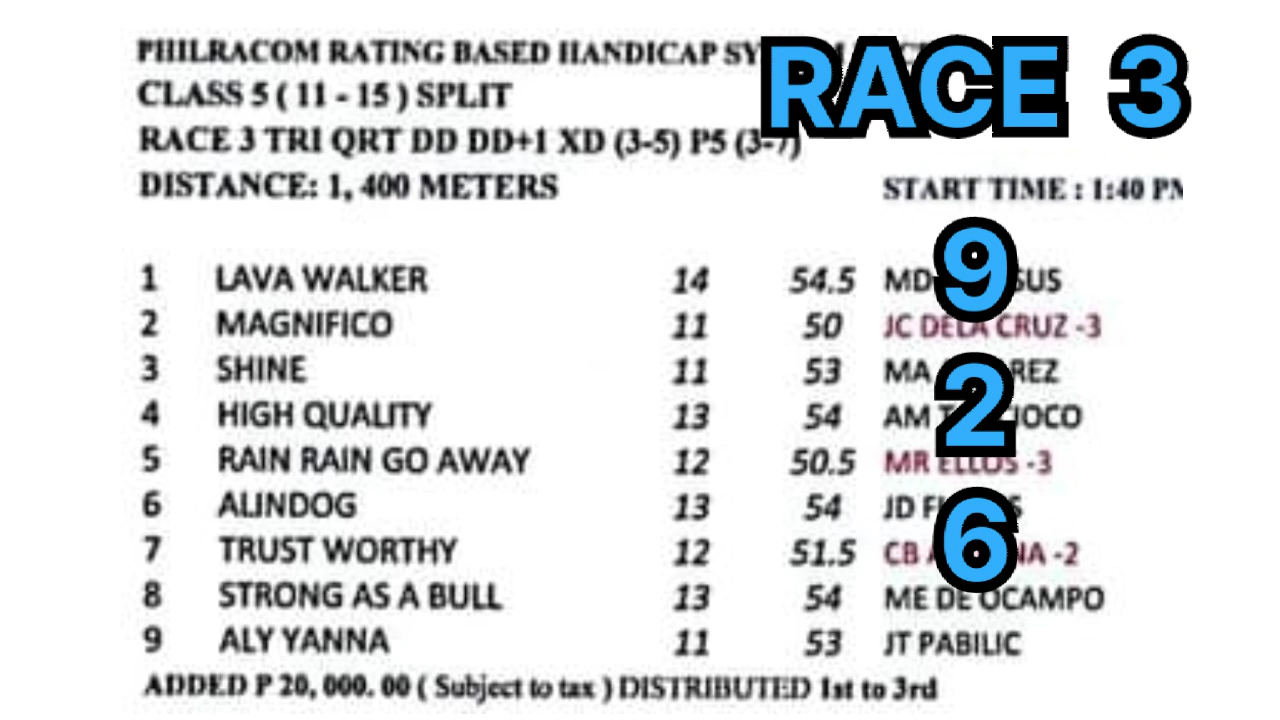 PHILRACOM RATING BASED HANDICAP
RACE 3
CLASS 5 ( 11 - 15 ) SPLIT
RACE 3 TRI QRT DD DD+1 XD (3-5) P5 (3-7)
DISTANCE: 1, 400 METERS START TIME : 1:40
1 LAVA WALKER 14 54.5
9
2 MAGNIFICO 11 50 JC DELA CRUZ -3
3 SHINE 11 53 MA
2
4 HIGH QUALITY 13 54 AM
5 RAIN RAIN GO AWAY 12 50.5 MR ELLOS -3
6 ALINDOG 13 54 JD
6
7 TRUST WORTHY 12 51.5 CB -2
8 STRONG AS A BULL 13 54 ME DE OCAMPO
9 ALY YANNA 11 53 JT PABILIC
ADDED P 20, 000. 00 ( Subject to tax ) DISTRIBUTED 1st to 3rd